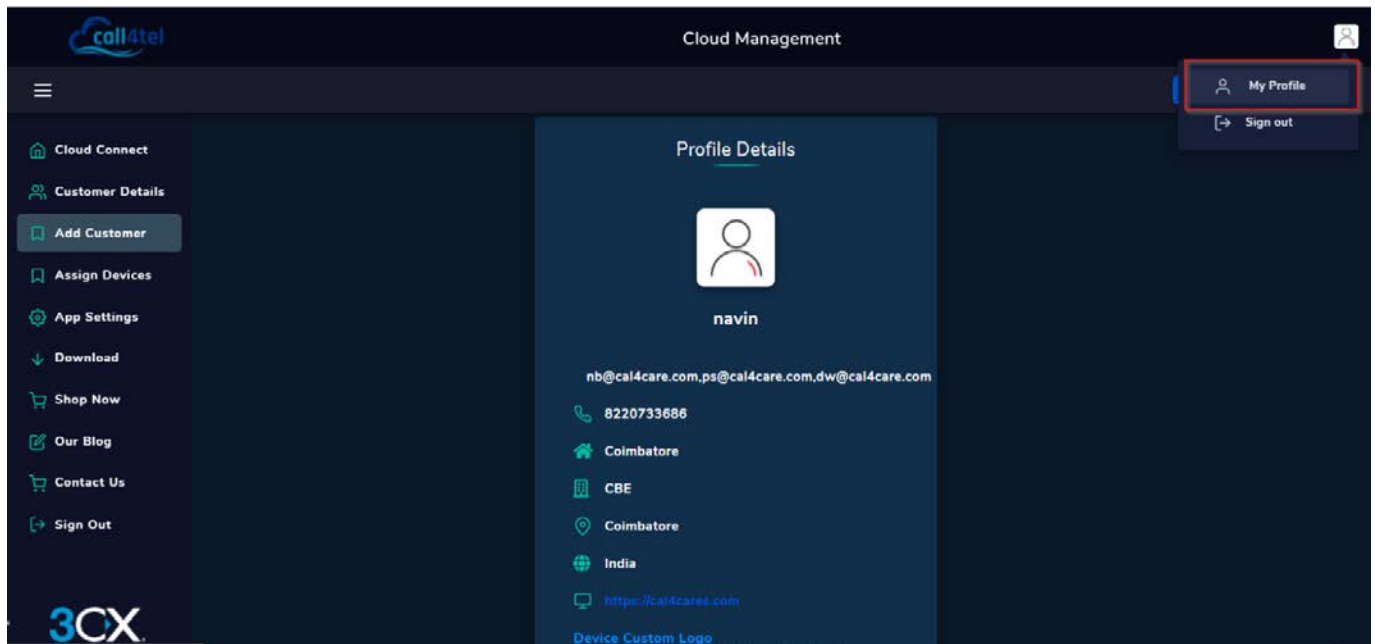 call4tel
Cloud Management
My Profile
Sign out
Cloud Connect
Customer Details
Add Customer
Assign Devices
App Settings
Download
Shop Now
Our Blog
Contact Us
Sign Out
3CX
Profile Details
navin
nb@cal4care.com,ps@cal4care.com,dw@cal4care.com
8220733686
Coimbatore
CBE
Coimbatore
India
https://cal4cares.com
Device Custom Logo